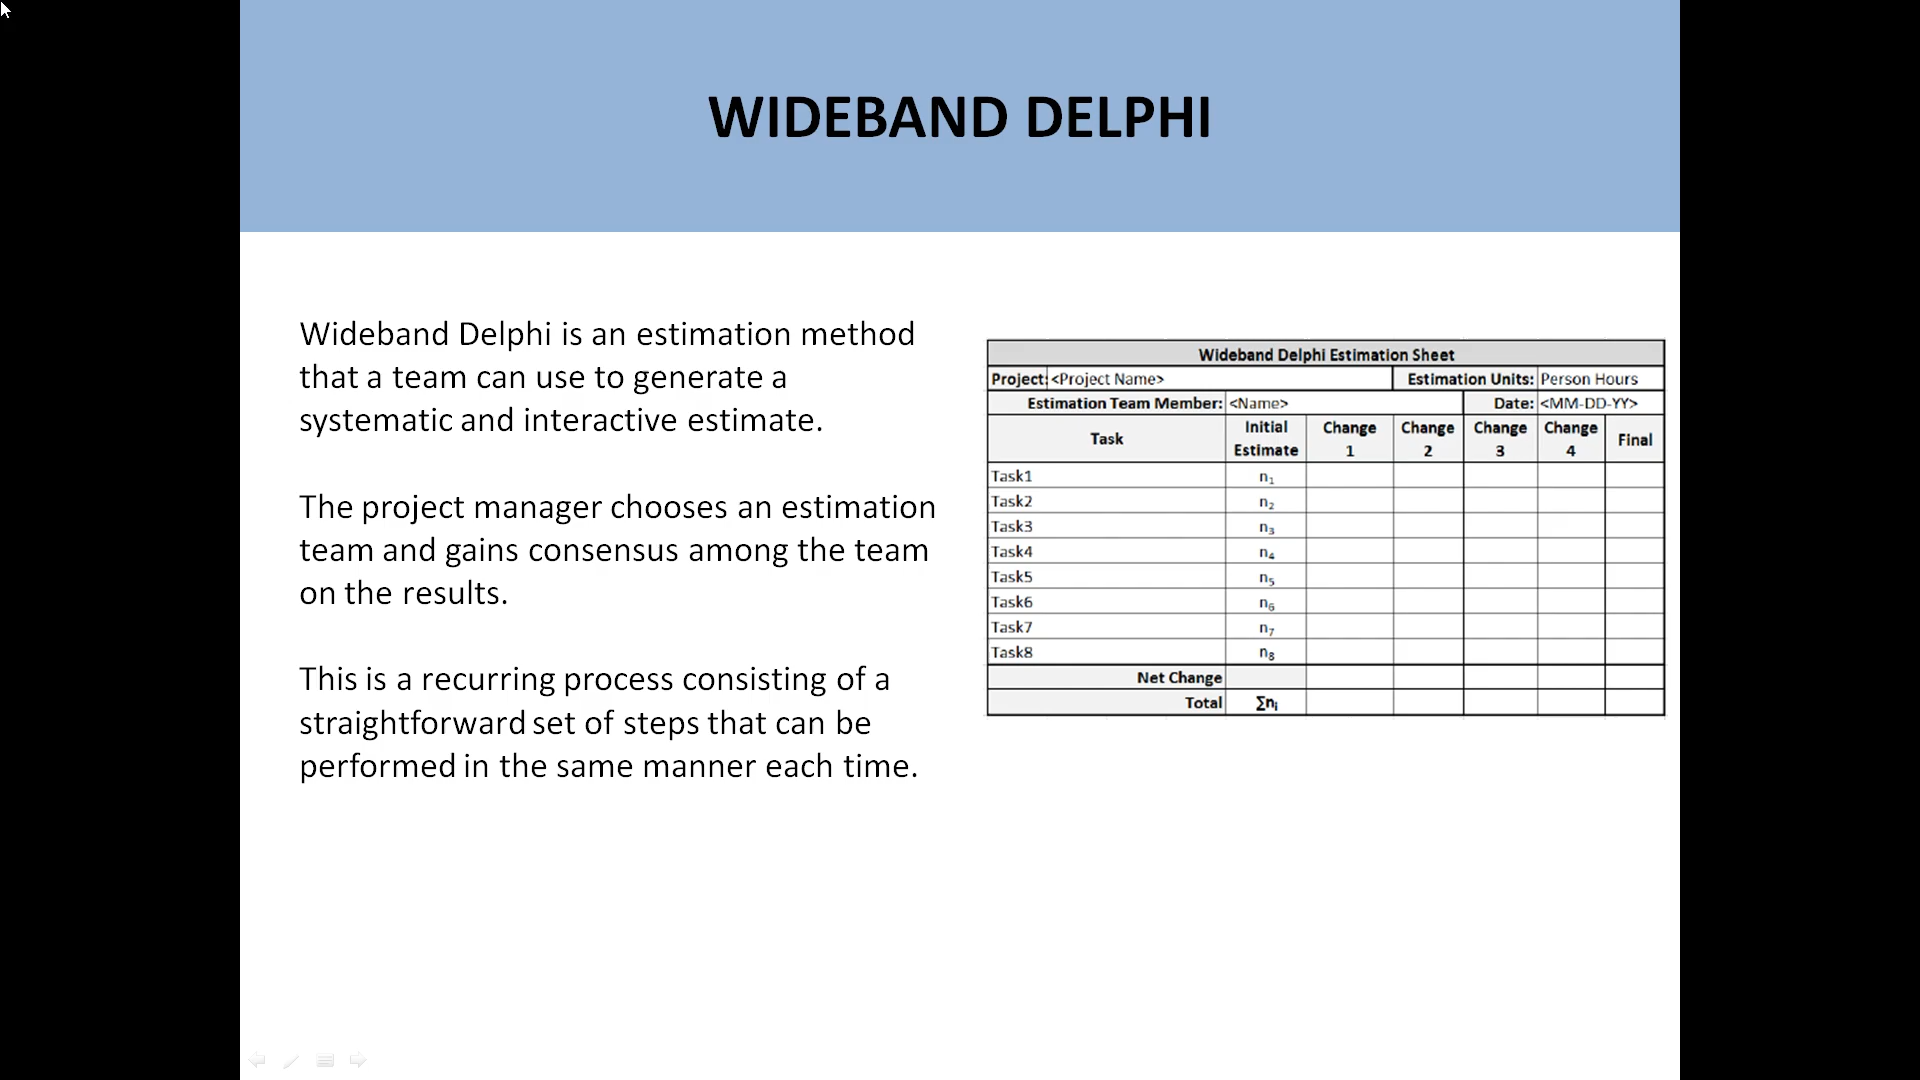 WIDEBAND DELPHI
Wideband Delphi is an estimation method
that a team can use to generate a
systematic and interactive estimate.
The project manager chooses an estimation
team and gains consensus among the team
on the results.
This is a recurring process consisting of a
straightforward set of steps that can be
performed in the same manner each time.
Wideband Delphi Estimation Sheet
Project: <Project Name> Estimation Units: Person Hours
Estimation Team Member: <Name> Date: <MM-DD-YY>
Task Initial Estimate Change 1 Change 2 Change 3 Change 4 Final
Task1 n₁
Task2 n₂
Task3 n₃
Task4 n₄
Task5 n₅
Task6 n₆
Task7 n₇
Task8 n₈
Net Change
Total ∑nᵢ